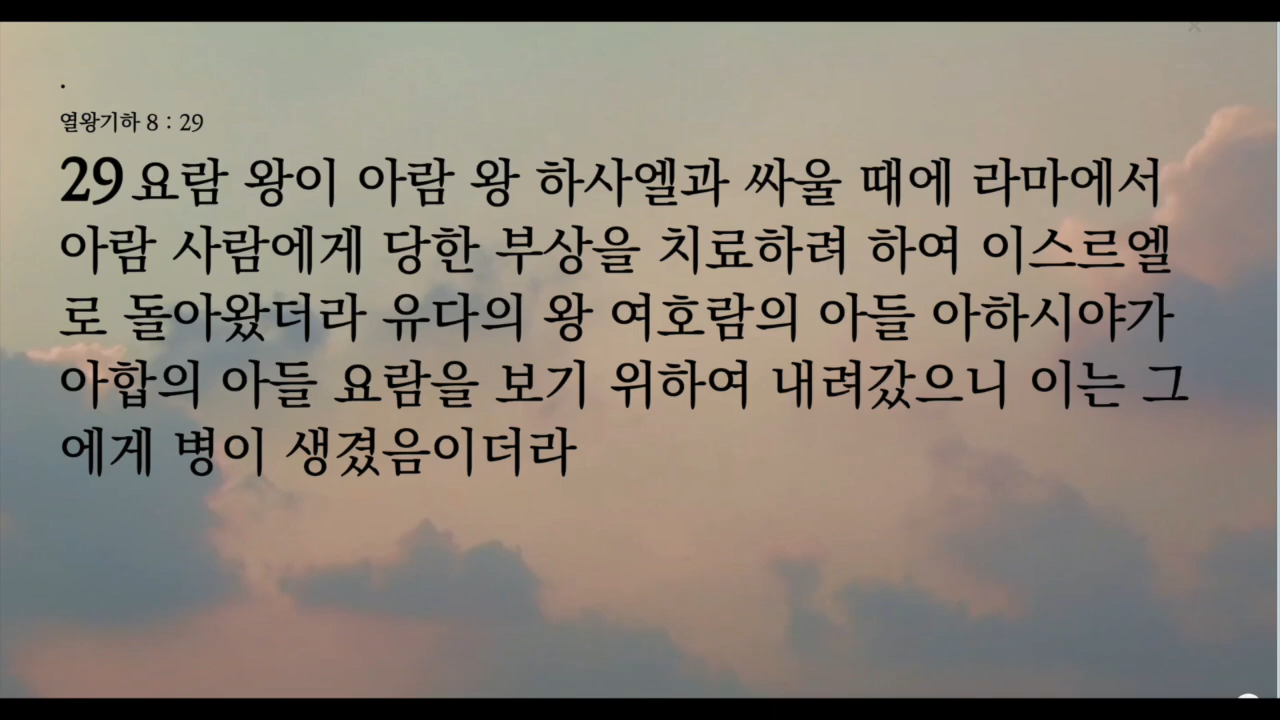 .
열왕기하 8 : 29
29 요람 왕이 아람 왕 하사엘과 싸울 때에 라마에서
아람 사람에게 당한 부상을 치료하려 하여 이스르엘
로 돌아왔더라 유다의 왕 여호람의 아들 아하시야가
아합의 아들 요람을 보기 위하여 내려갔으니 이는 그
에게 병이 생겼음이더라